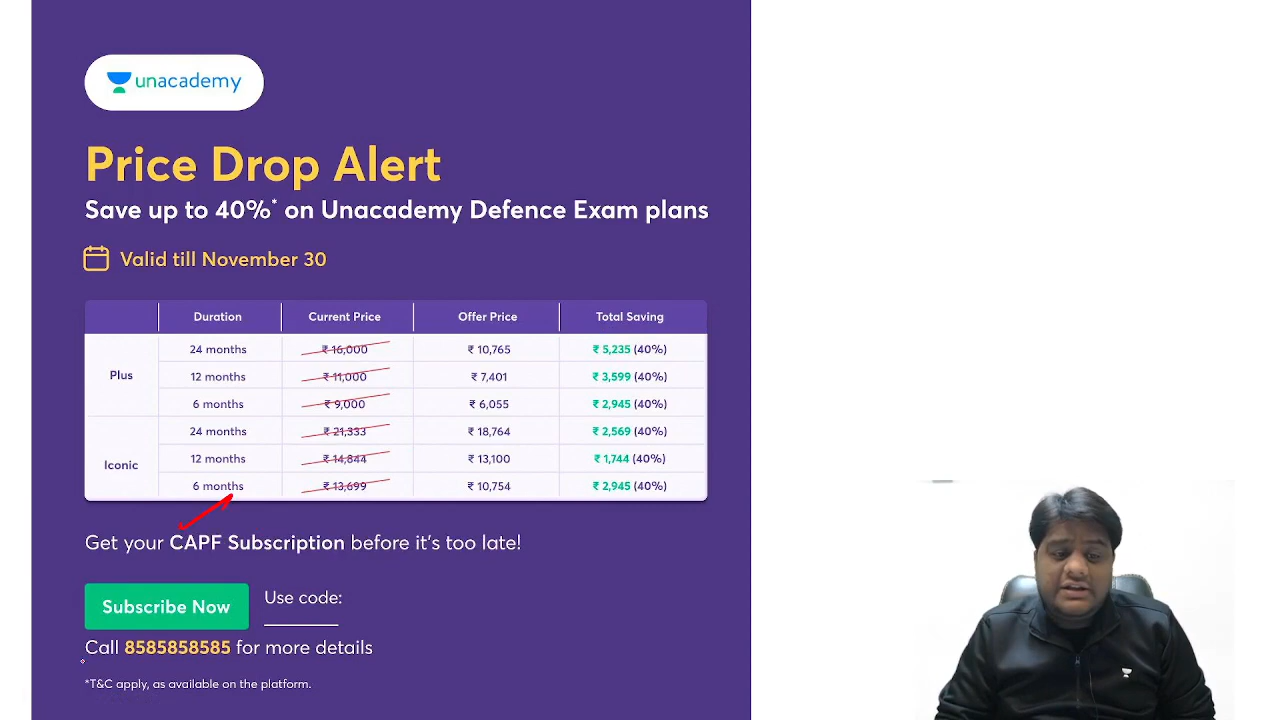 unacademy
Price Drop Alert
Save up to 40%* on Unacademy Defence Exam plans
Valid till November 30
Duration Current Price Offer Price Total Saving
Plus
24 months ₹ 16,000 ₹ 10,765 ₹ 5,235 (40%)
12 months ₹ 11,000 ₹ 7,401 ₹ 3,599 (40%)
6 months ₹ 9,000 ₹ 6,055 ₹ 2,945 (40%)
Iconic
24 months ₹ 21,333 ₹ 18,764 ₹ 2,569 (40%)
12 months ₹ 14,844 ₹ 13,100 ₹ 1,744 (40%)
6 months ₹ 13,699 ₹ 10,754 ₹ 2,945 (40%)
Get your CAPF Subscription before it's too late!
Subscribe Now Use code:
Call 8585858585 for more details
*T&C apply, as available on the platform.